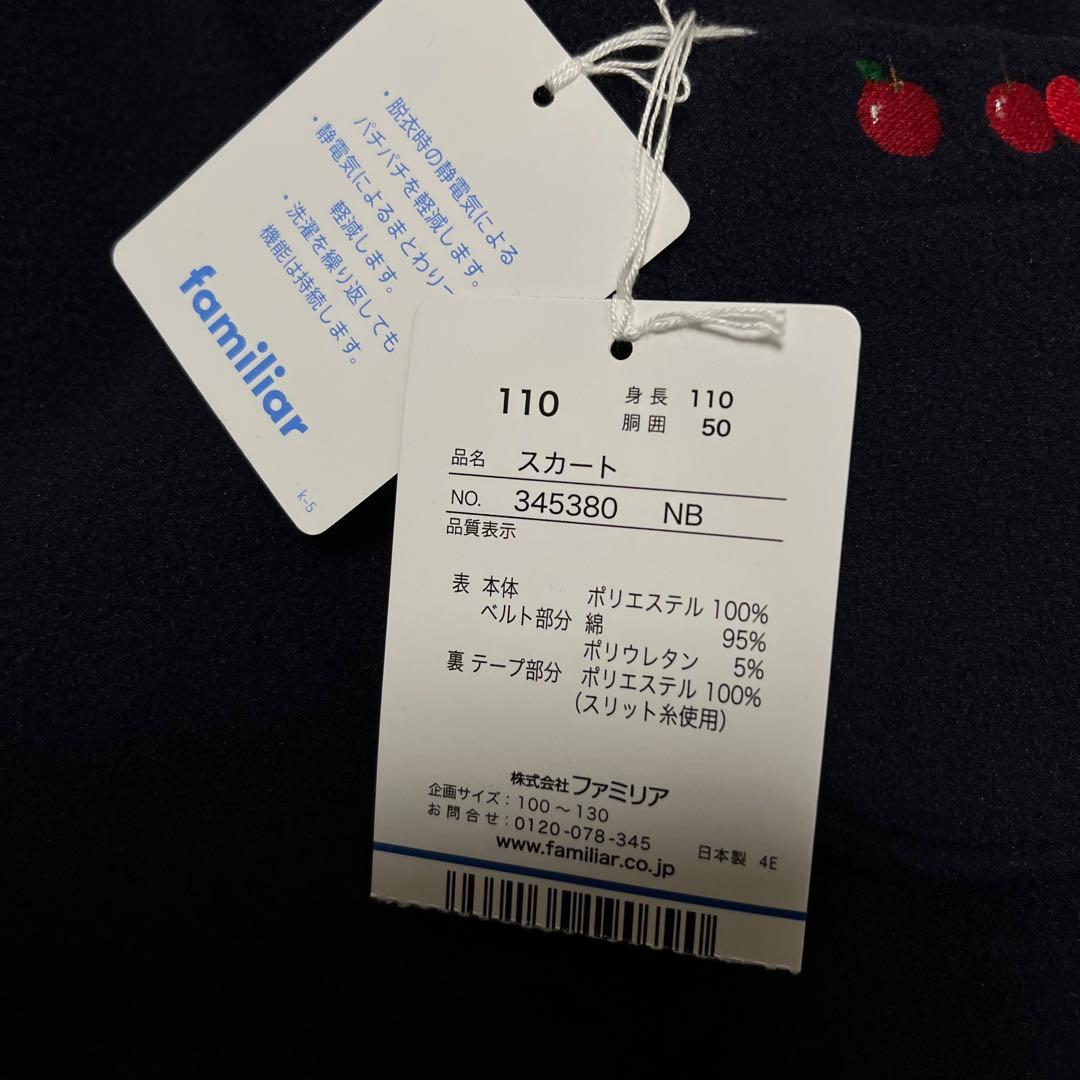 ・脱衣時の静電気による
パチパチを軽減します。
・静電気によるまとわり
軽減します。
・洗濯を繰り返しても
機能は持続します。
familiar
k-5
110
身長 110
胴囲 50
品名 スカート
NO. 345380 NB
品質表示
表 本体 ポリエステル 100%
ベルト部分 綿 95%
ポリウレタン 5%
裏 テープ部分 ポリエステル 100%
(スリット糸使用)
株式会社ファミリア
企画サイズ：100～130
お問合せ：0120-078-345
www.familiar.co.jp
日本製 4E